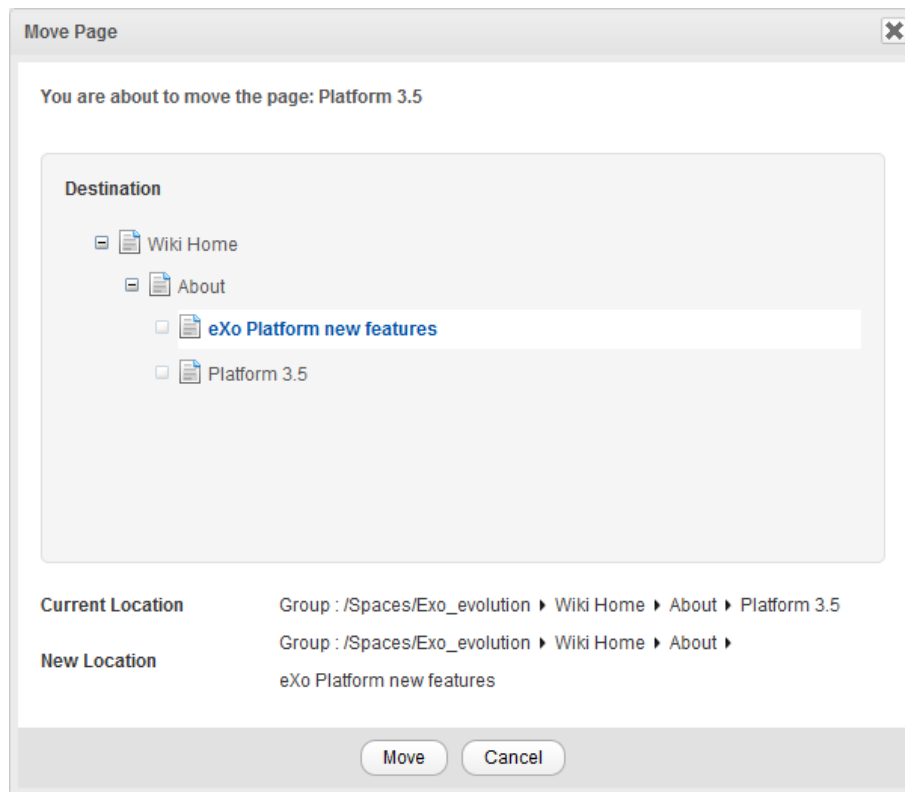 Move Page
You are about to move the page: Platform 3.5
Destination
Wiki Home
About
eXo Platform new features
Platform 3.5
Current Location Group : /Spaces/Exo_evolution ▸ Wiki Home ▸ About ▸ Platform 3.5
New Location Group : /Spaces/Exo_evolution ▸ Wiki Home ▸ About ▸
eXo Platform new features
Move Cancel